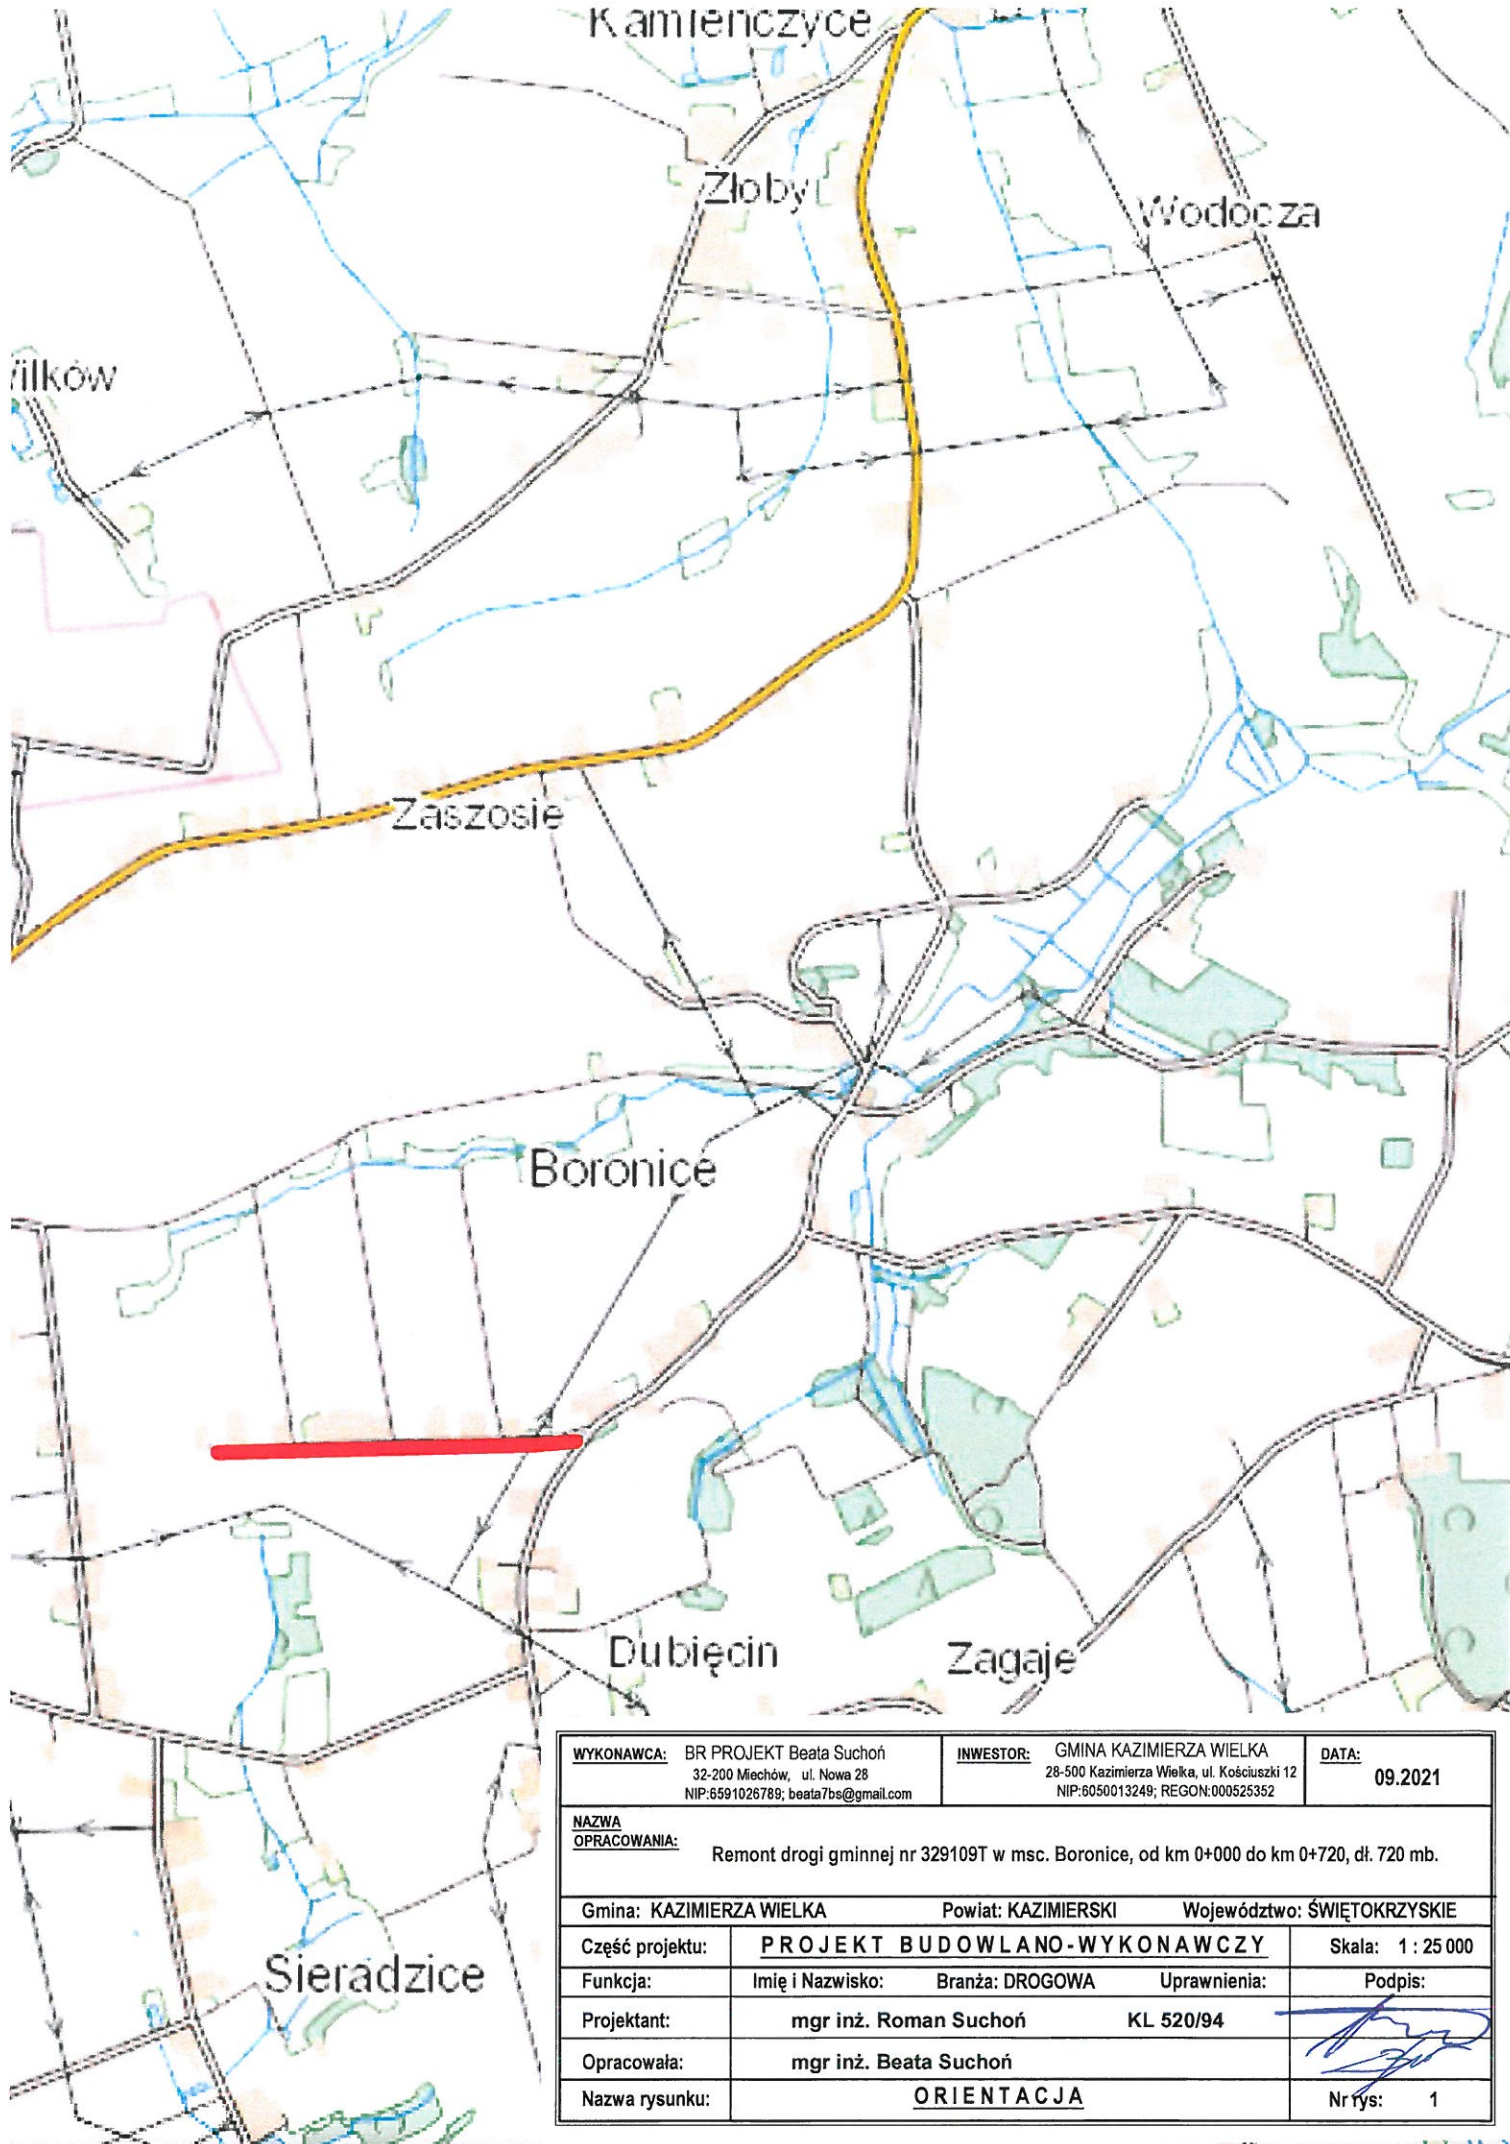 Kamieńczyce
Złoby
Wodocza
Wilków
Zaszosie
Boronice
Dubięcin
Zagaje
Sieradzice
WYKONAWCA: BR PROJEKT Beata Suchoń
32-200 Miechów, ul. Nowa 28
NIP:6591026789; beata7bs@gmail.com
INWESTOR: GMINA KAZIMIERZA WIELKA
28-500 Kazimierza Wielka, ul. Kościuszki 12
NIP:6050013249; REGON:000525352
DATA:
09.2021
NAZWA
OPRACOWANIA:
Remont drogi gminnej nr 329109T w msc. Boronice, od km 0+000 do km 0+720, dł. 720 mb.
Gmina: KAZIMIERZA WIELKA Powiat: KAZIMIERSKI Województwo: ŚWIĘTOKRZYSKIE
Część projektu: PROJEKT BUDOWLANO-WYKONAWCZY Skala: 1 : 25 000
Funkcja: Imię i Nazwisko: Branża: DROGOWA Uprawnienia: Podpis:
Projektant: mgr inż. Roman Suchoń KL 520/94
Opracowała: mgr inż. Beata Suchoń
Nazwa rysunku: ORIENTACJA Nr rys: 1